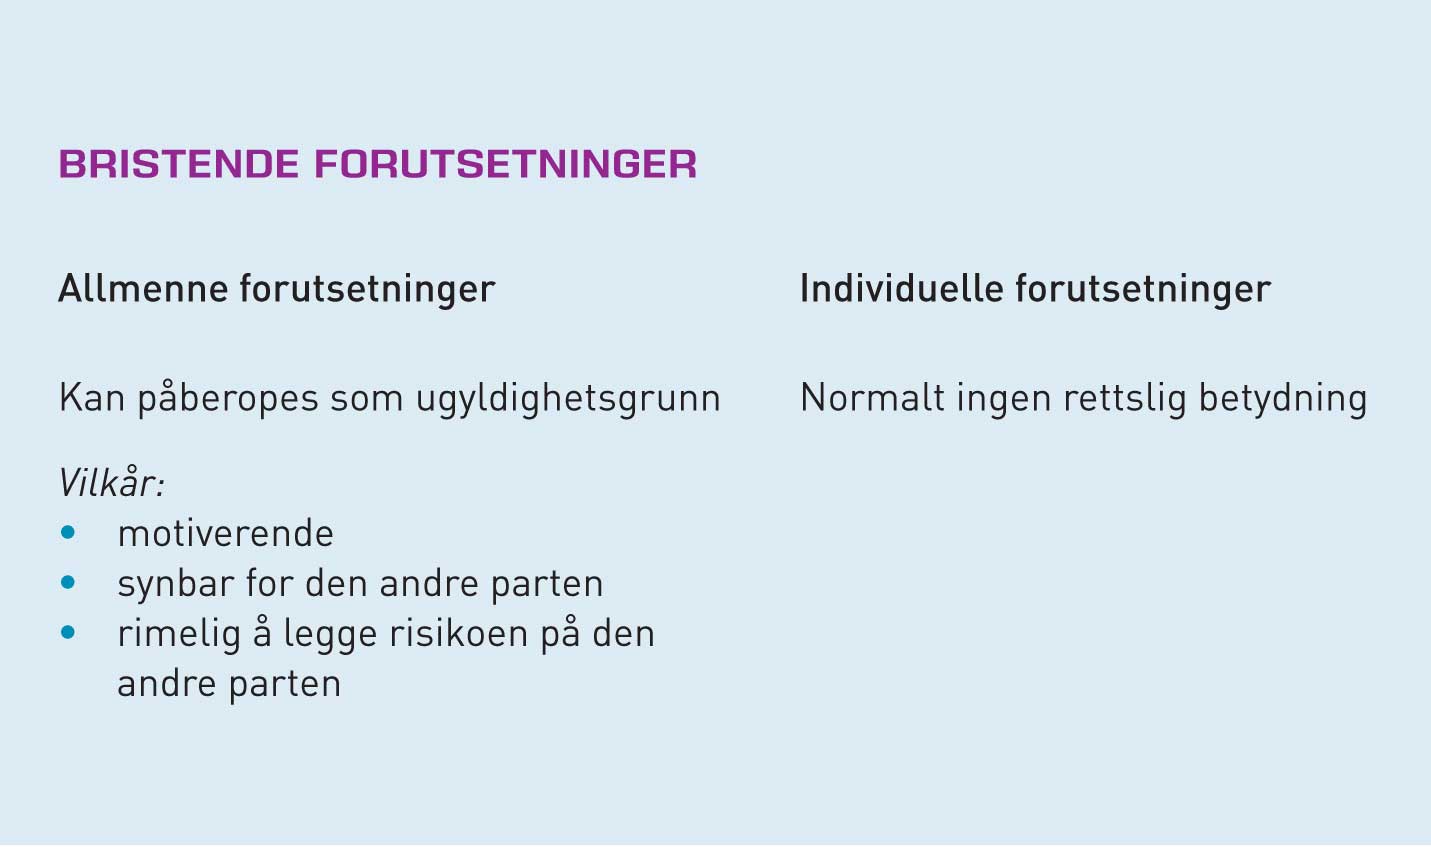 BRISTENDE FORUTSETNINGER
Allmenne forutsetninger
Kan påberopes som ugyldighetsgrunn
Vilkår:
• motiverende
• synbar for den andre parten
• rimelig å legge risikoen på den
andre parten
Individuelle forutsetninger
Normalt ingen rettslig betydning